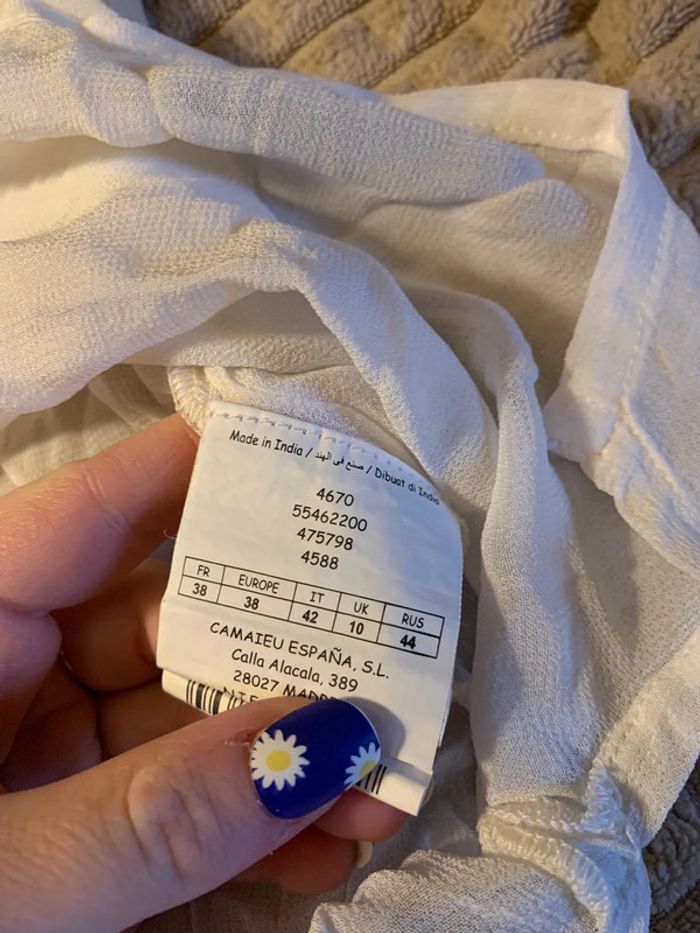 Made in India / صنع في الهند / Dibuat di India
4670
55462200
475798
4588
FR EUROPE IT UK RUS
38 38 42 10 44
CAMAIEU ESPAÑA, S.L.
Calla Alacala, 389
28027
N.I.F